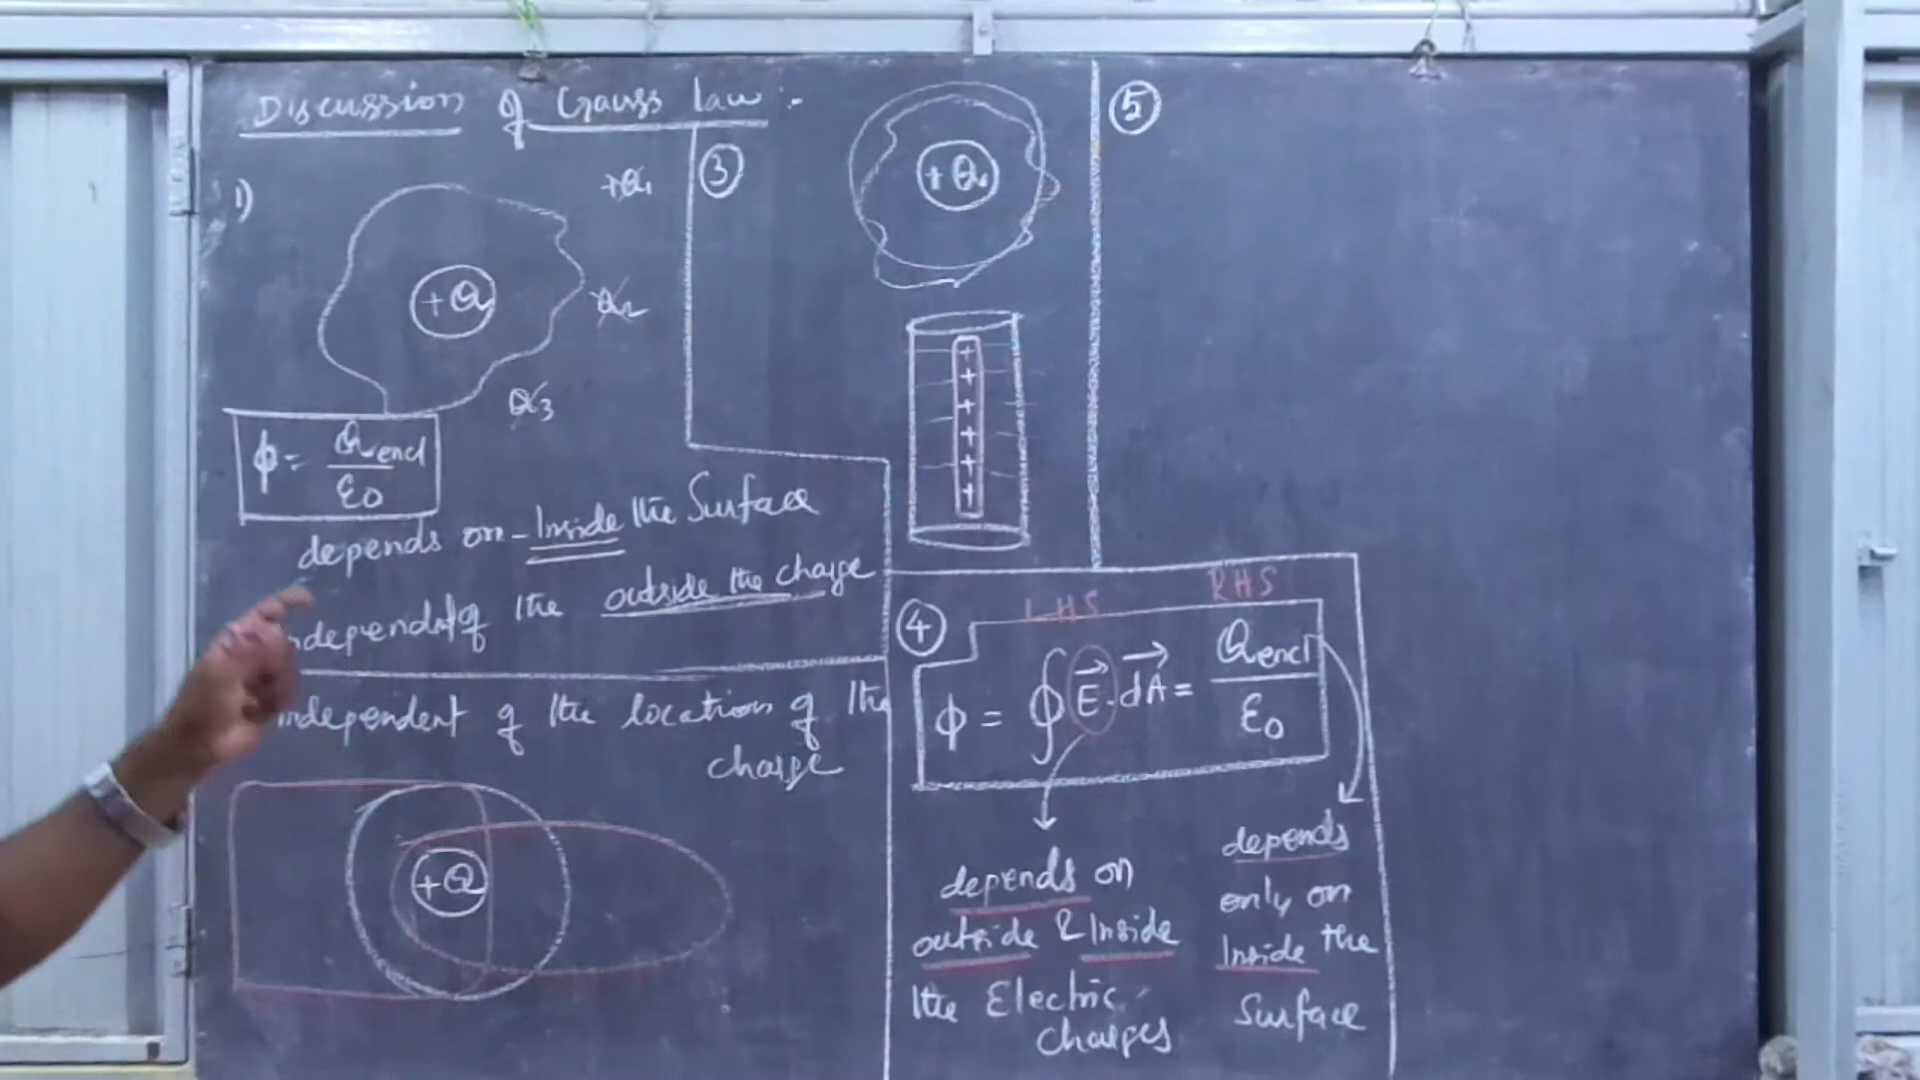 Discussion of Gauss law :-
1)
+Q1
+Q
Q2
Q3
ϕ = Qencl / ε0
depends on - Inside the Surface
independent of the outside the charge
independent of the location of the
charge
+Q
③
+Q
+
+
+
+
+
+
④
LHS RHS
ϕ = ∮ E⃗ . dA⃗ = Qencl / ε0
depends on
outside & Inside
the Electric
charges
depends
only on
Inside the
Surface
⑤